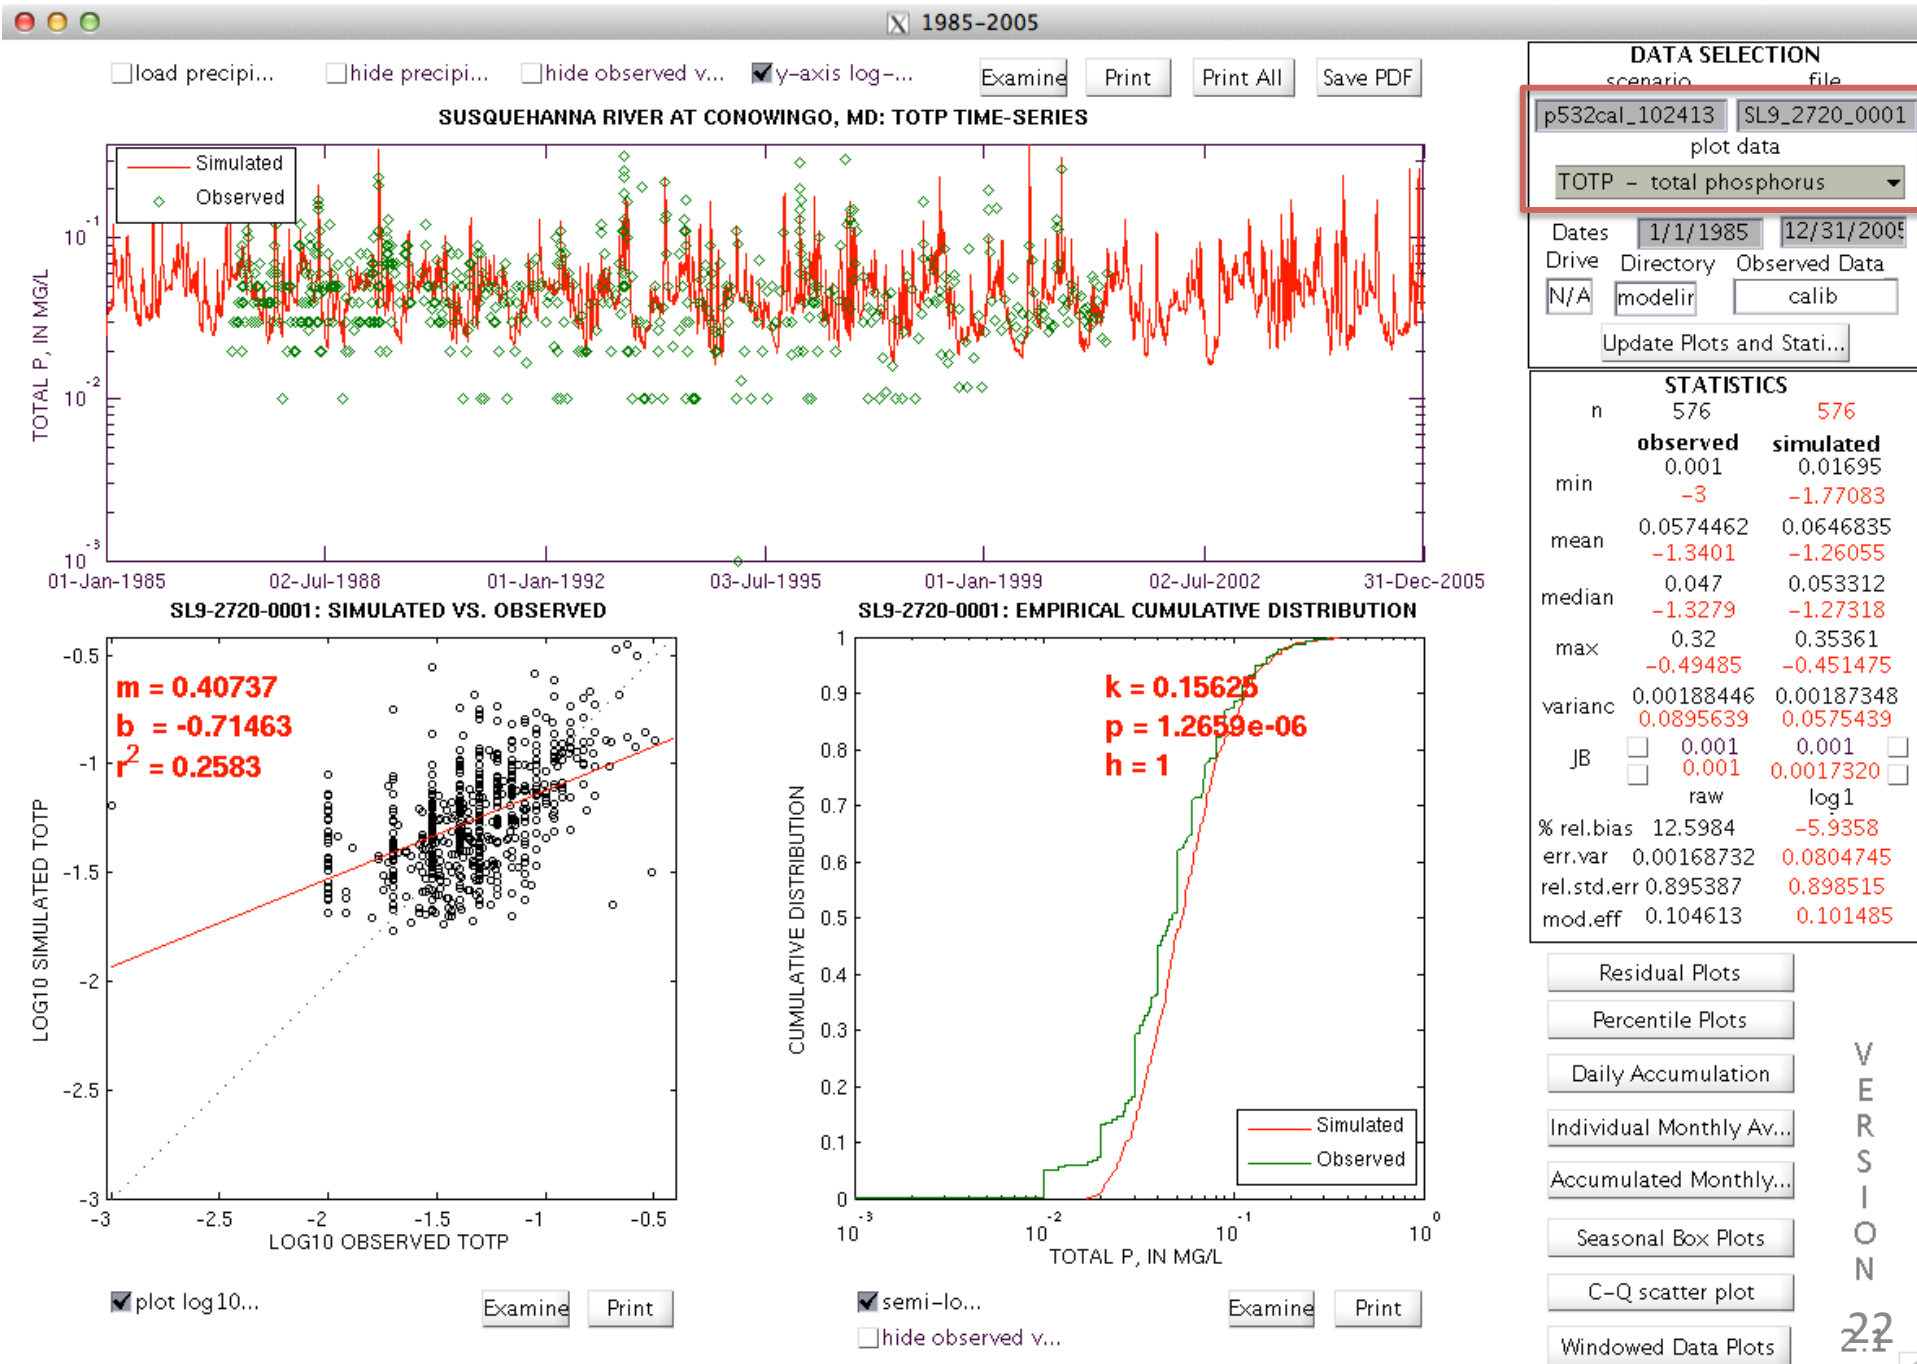 1985-2005
load precipi... hide precipi... hide observed v... y-axis log-... Examine Print Print All Save PDF
SUSQUEHANNA RIVER AT CONOWINGO, MD: TOTP TIME-SERIES
Simulated
Observed
TOTAL P, IN MG/L
10^-1
10^-2
10^-3
01-Jan-1985 02-Jul-1988 01-Jan-1992 03-Jul-1995 01-Jan-1999 02-Jul-2002 31-Dec-2005
SL9-2720-0001: SIMULATED VS. OBSERVED
m = 0.40737
b = -0.71463
r^2 = 0.2583
LOG10 SIMULATED TOTP
-0.5
-1
-1.5
-2
-2.5
-3
-3 -2.5 -2 -1.5 -1 -0.5
LOG10 OBSERVED TOTP
plot log10... Examine Print
SL9-2720-0001: EMPIRICAL CUMULATIVE DISTRIBUTION
k = 0.15625
p = 1.2659e-06
h = 1
CUMULATIVE DISTRIBUTION
1
0.9
0.8
0.7
0.6
0.5
0.4
0.3
0.2
0.1
0
Simulated
Observed
10^-3 10^-2 10^-1 10^0
TOTAL P, IN MG/L
semi-lo... Examine Print
hide observed v...
DATA SELECTION
scenario file
p532cal_102413 SL9_2720_0001
plot data
TOTP - total phosphorus
Dates 1/1/1985 12/31/2005
Drive Directory Observed Data
N/A modelir calib
Update Plots and Stati...
STATISTICS
n 576 576
observed simulated
min 0.001 0.01695
-3 -1.77083
mean 0.0574462 0.0646835
-1.3401 -1.26055
median 0.047 0.053312
-1.3279 -1.27318
max 0.32 0.35361
-0.49485 -0.451475
varianc 0.00188446 0.00187348
0.0895639 0.0575439
JB 0.001 0.001
0.001 0.0017320
raw log1
% rel.bias 12.5984 -5.9358
err.var 0.00168732 0.0804745
rel.std.err 0.895387 0.898515
mod.eff 0.104613 0.101485
Residual Plots
Percentile Plots
Daily Accumulation
Individual Monthly Av...
Accumulated Monthly...
Seasonal Box Plots
C-Q scatter plot
Windowed Data Plots
VERSION
2.1
22